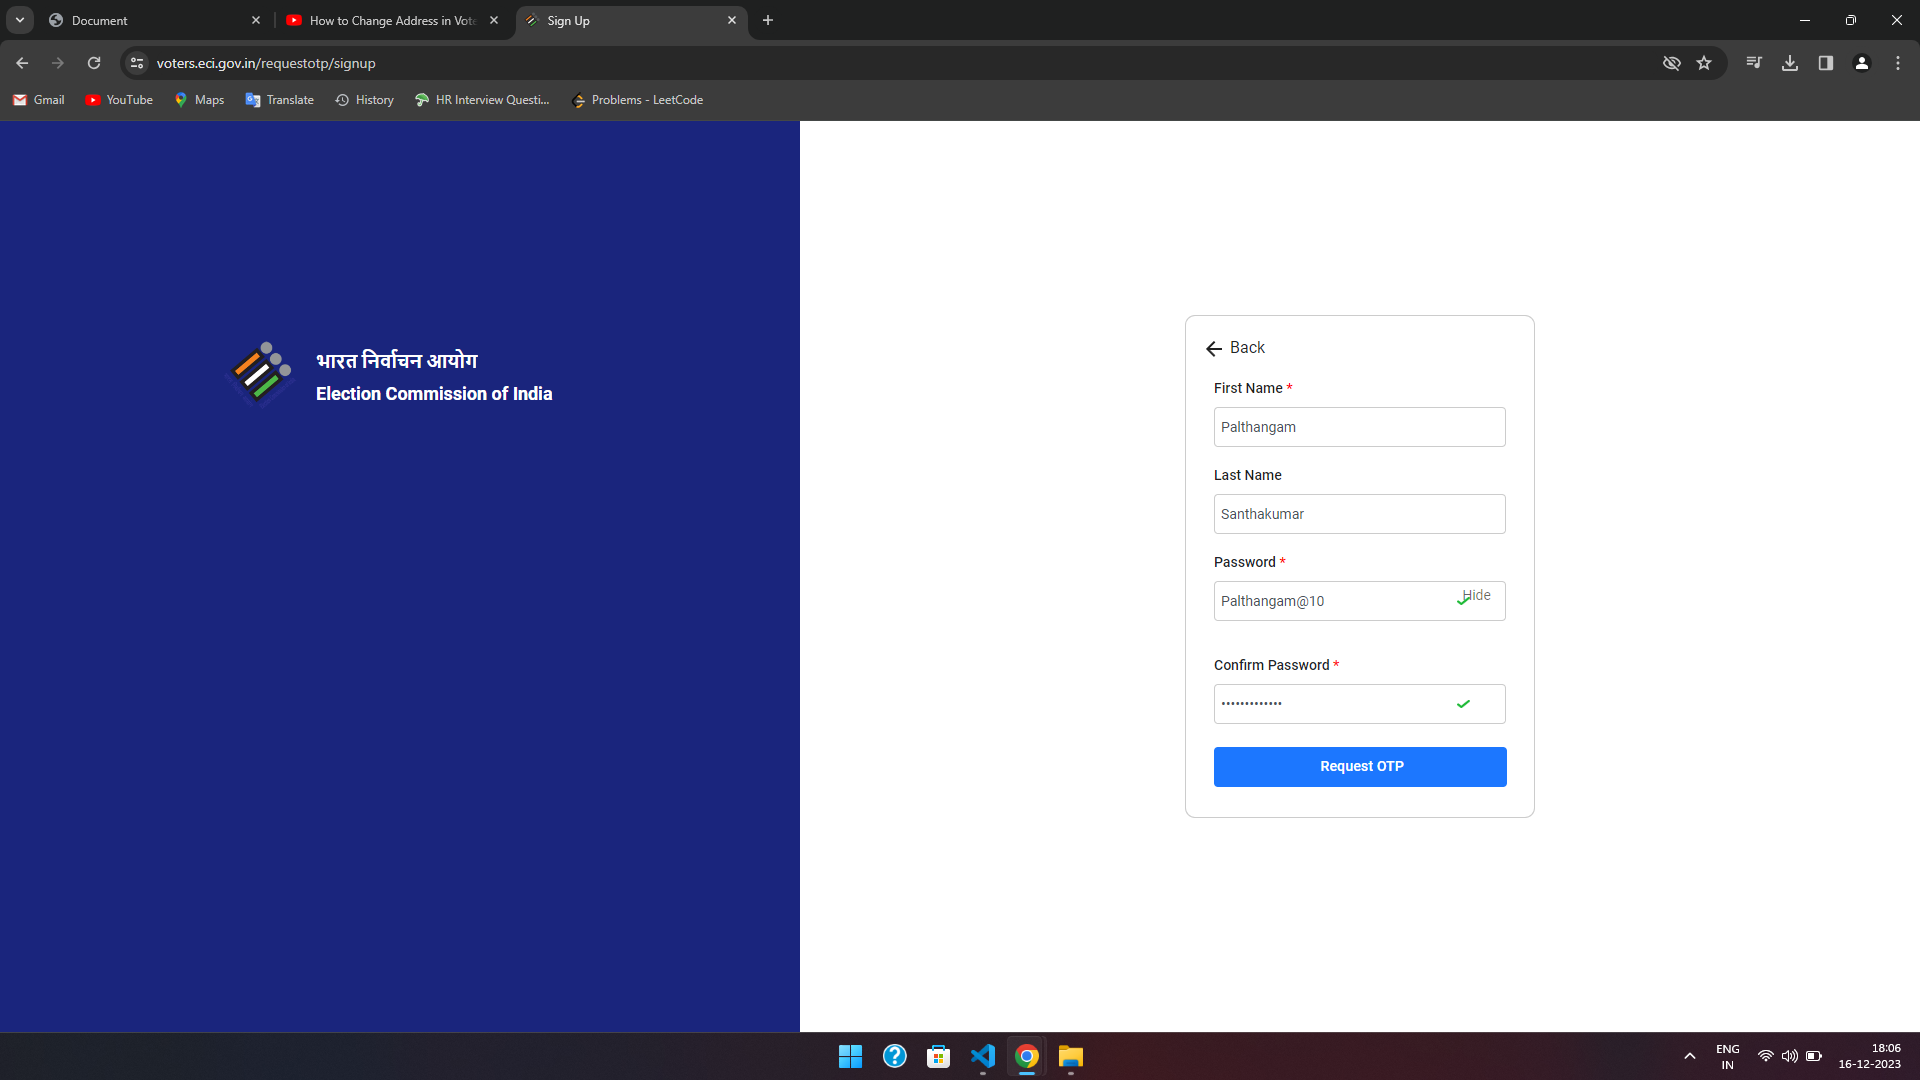 Document
How to Change Address in Vote
Sign Up
voters.eci.gov.in/requestotp/signup
Gmail
YouTube
Maps
Translate
History
HR Interview Questi...
Problems - LeetCode
भारत निर्वाचन आयोग
Election Commission of India
Back
First Name *
Palthangam
Last Name
Santhakumar
Password *
Palthangam@10
Hide
Confirm Password *
•••••••••••••
Request OTP
ENG
IN
18:06
16-12-2023